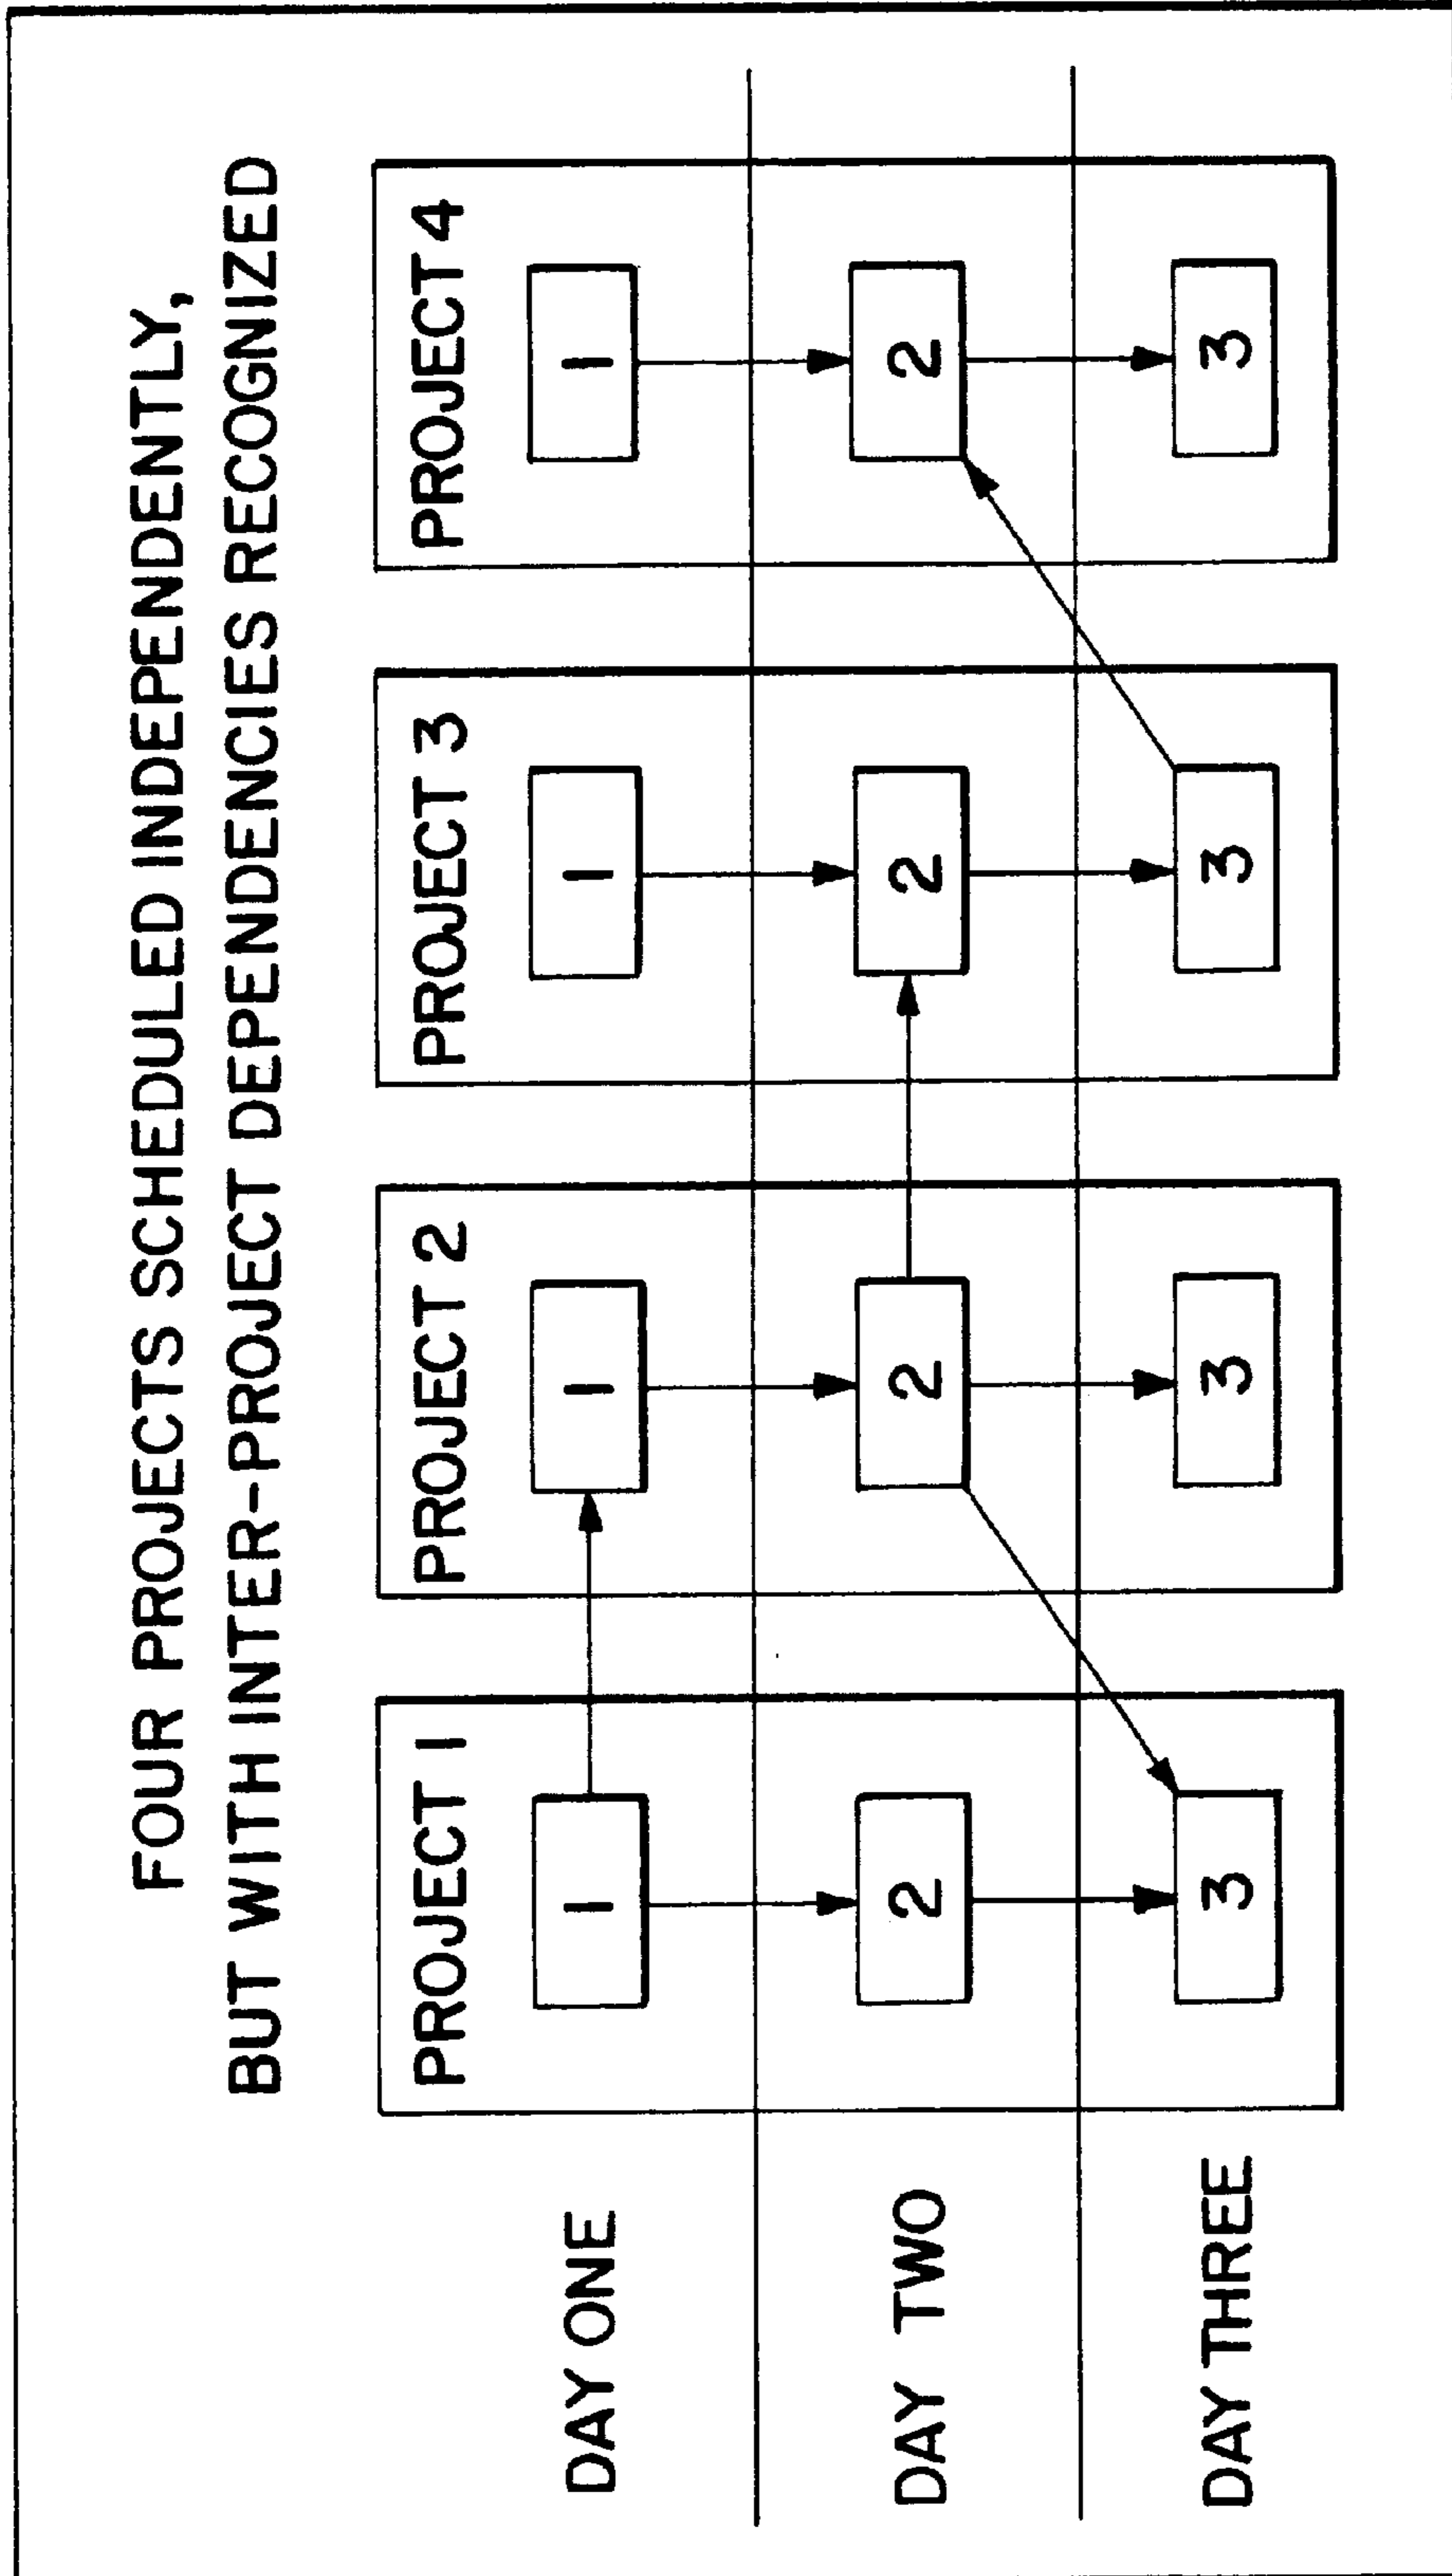 FOUR PROJECTS SCHEDULED INDEPENDENTLY,
BUT WITH INTER-PROJECT DEPENDENCIES RECOGNIZED
PROJECT 1 PROJECT 2 PROJECT 3 PROJECT 4
DAY ONE 1 1 1 1
DAY TWO 2 2 2 2
DAY THREE 3 3 3 3